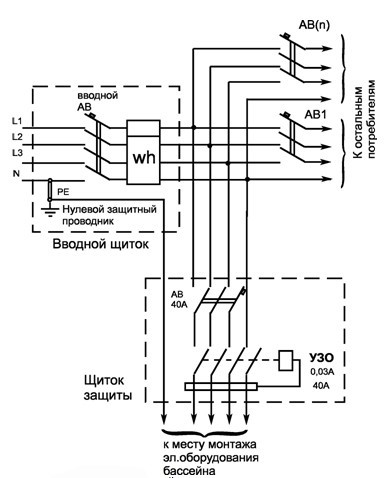 АВ(n)
вводной
АВ
АВ1
К остальным
потребителям
L1
L2
L3
N
wh
PE
Нулевой защитный
проводник
Вводной щиток
АВ
40А
УЗО
0,03А
40А
Щиток
защиты
к месту монтажа
эл.оборудования
бассейна